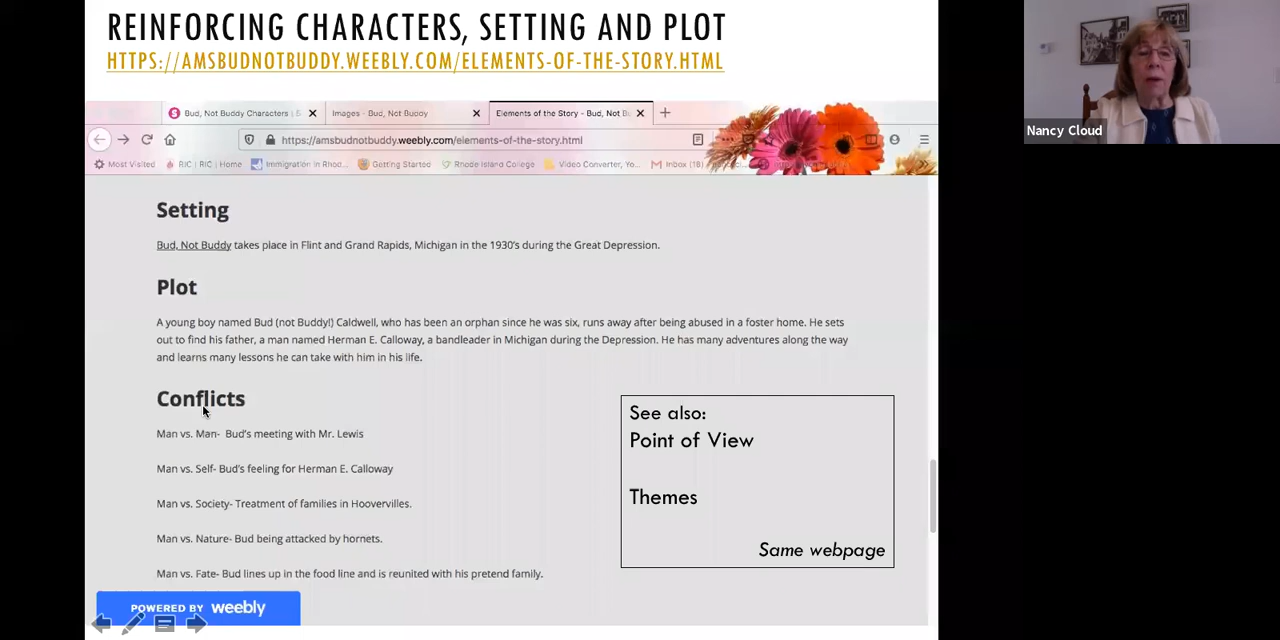 REINFORCING CHARACTERS, SETTING AND PLOT
HTTPS://AMSBUDNOTBUDDY.WEEBLY.COM/ELEMENTS-OF-THE-STORY.HTML
Nancy Cloud
Bud, Not Buddy Characters | S
Images - Bud, Not Buddy
Elements of the Story - Bud, Not B
https://amsbudnotbuddy.weebly.com/elements-of-the-story.html
Most Visited
RIC | RIC | Home
Immigration in Rhod...
Getting Started
Rhode Island College
Video Converter, Yo...
Inbox (18)
Setting
Bud, Not Buddy takes place in Flint and Grand Rapids, Michigan in the 1930's during the Great Depression.
Plot
A young boy named Bud (not Buddy!) Caldwell, who has been an orphan since he was six, runs away after being abused in a foster home. He sets
out to find his father, a man named Herman E. Calloway, a bandleader in Michigan during the Depression. He has many adventures along the way
and learns many lessons he can take with him in his life.
Conflicts
Man vs. Man- Bud's meeting with Mr. Lewis
Man vs. Self- Bud's feeling for Herman E. Calloway
Man vs. Society- Treatment of families in Hoovervilles.
Man vs. Nature- Bud being attacked by hornets.
Man vs. Fate- Bud lines up in the food line and is reunited with his pretend family.
See also:
Point of View
Themes
Same webpage
POWERED BY weebly